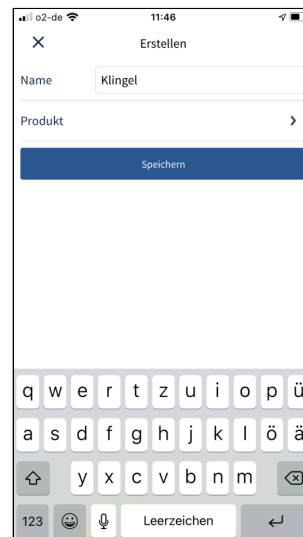 o2-de 11:46
Erstellen
Name Klingel
Produkt
Speichern
q w e r t z u i o p ü
a s d f g h j k l ö ä
y x c v b n m
123 Leerzeichen